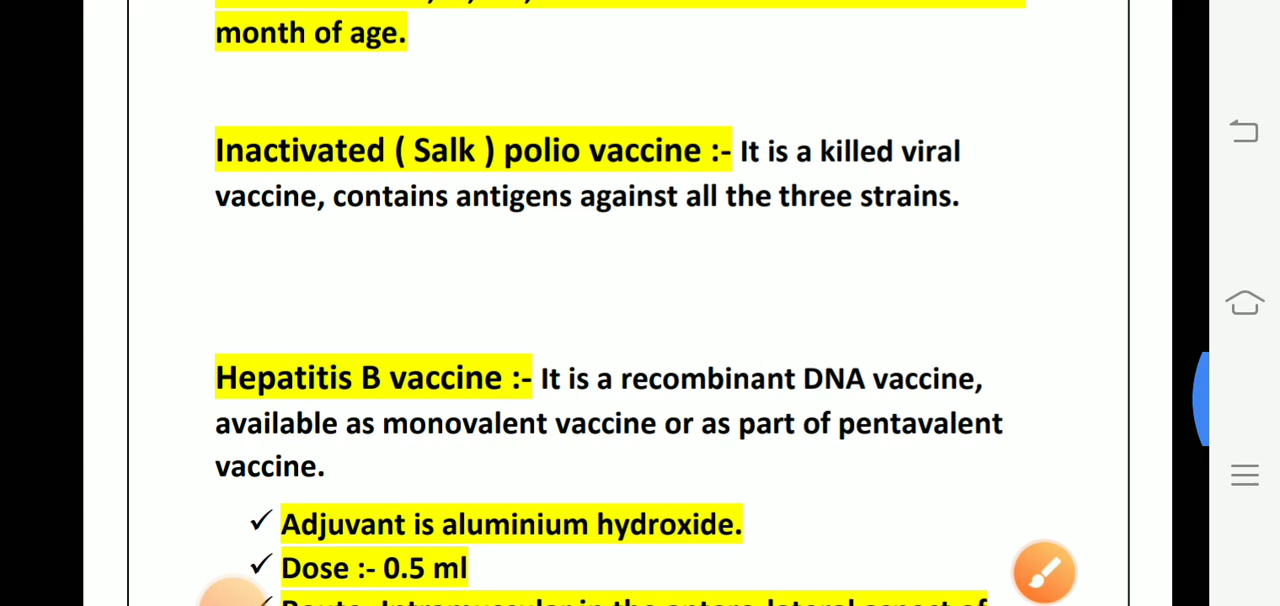 month of age.
Inactivated ( Salk ) polio vaccine :- It is a killed viral
vaccine, contains antigens against all the three strains.
Hepatitis B vaccine :- It is a recombinant DNA vaccine,
available as monovalent vaccine or as part of pentavalent
vaccine.
✓ Adjuvant is aluminium hydroxide.
✓ Dose :- 0.5 ml